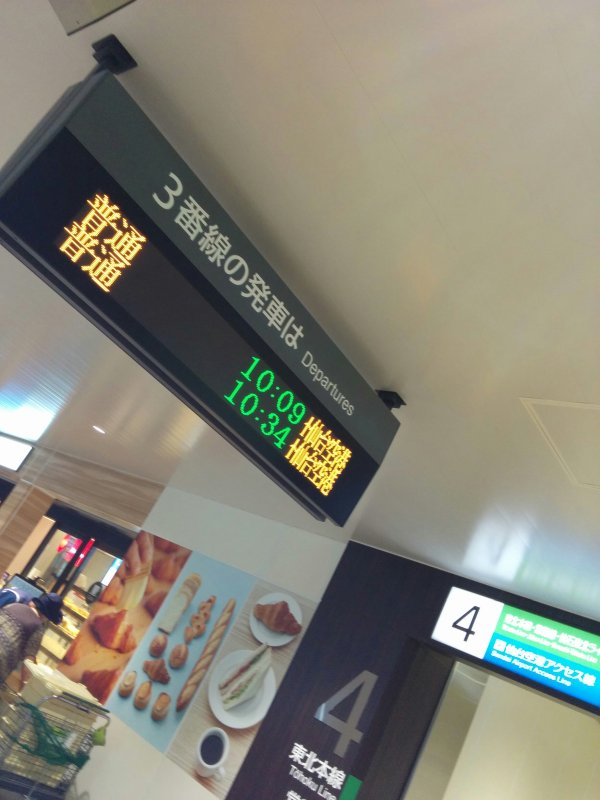 3番線の発車は Departures
普通 10:09 仙台空港
普通 10:34 仙台空港
4
仙台空港アクセス線
Sendai Airport Access Line
4
東北本線
Tohoku Line